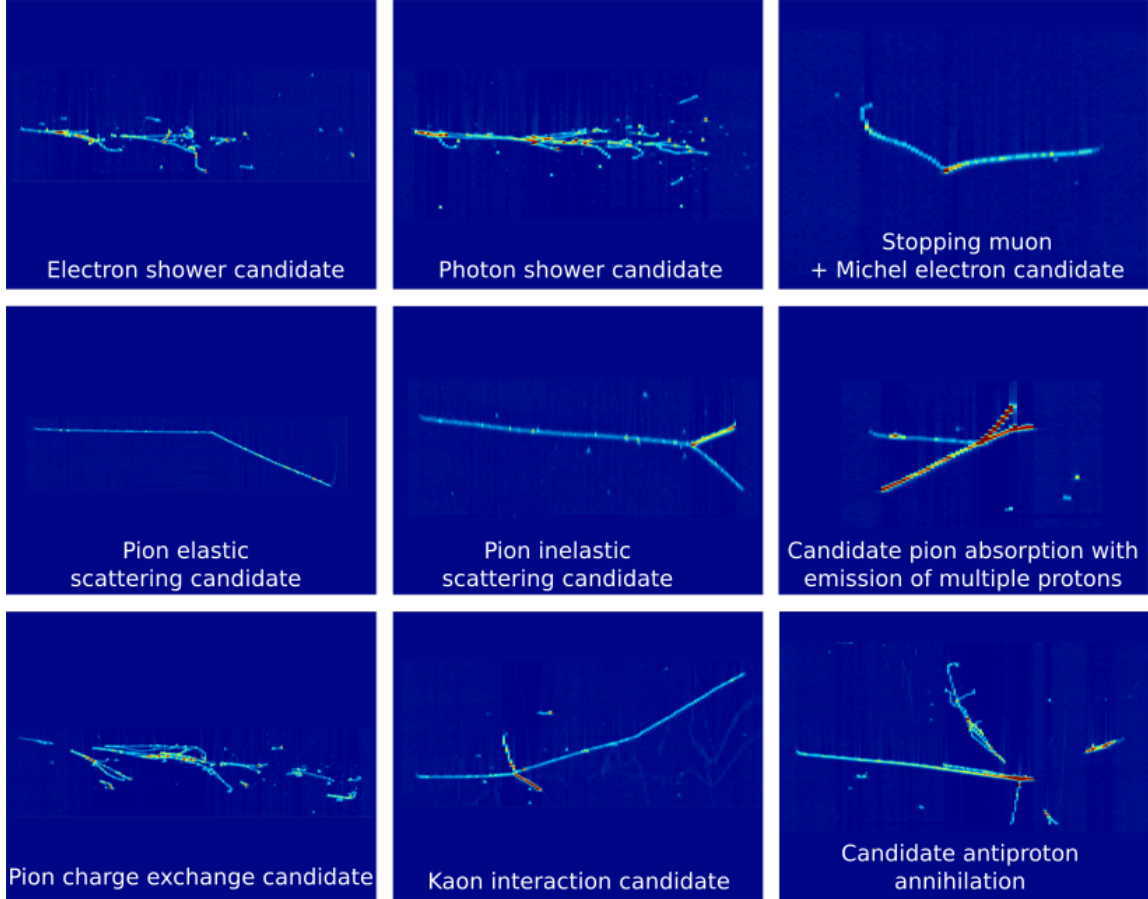 Electron shower candidate
Photon shower candidate
Stopping muon
+ Michel electron candidate
Pion elastic
scattering candidate
Pion inelastic
scattering candidate
Candidate pion absorption with
emission of multiple protons
Pion charge exchange candidate
Kaon interaction candidate
Candidate antiproton
annihilation